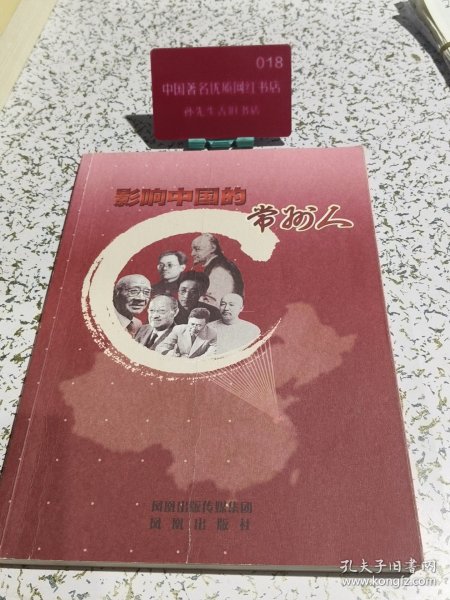 018
中国著名优质网红书店
孙先生古旧书店
影响中国的
常州人
凤凰出版传媒集团
凤凰出版社
孔夫子旧书网
www.kongfz.com